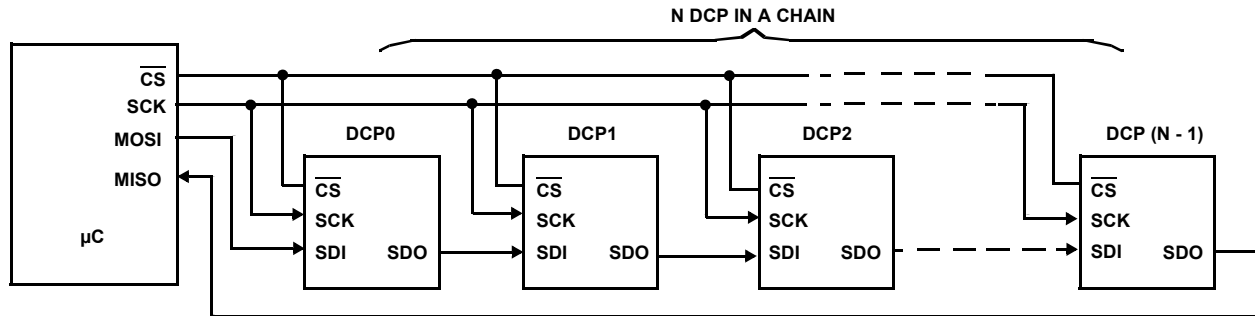 N DCP IN A CHAIN
CS
SCK
MOSI
MISO
µC
DCP0
CS
SCK
SDI SDO
DCP1
CS
SCK
SDI SDO
DCP2
CS
SCK
SDI SDO
DCP (N - 1)
CS
SCK
SDI SDO